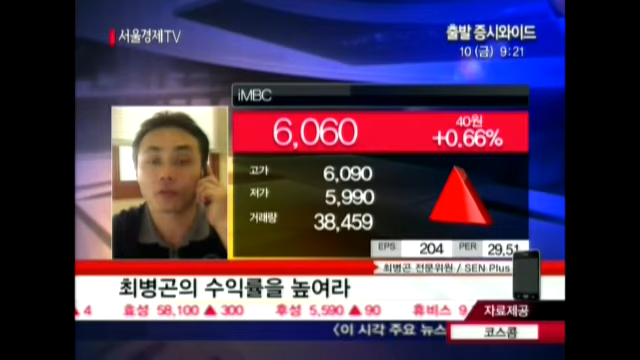 서울경제TV
출발 증시와이드
10 (금) 9:21
iMBC
6,060
40원
+0.66%
고가 6,090
저가 5,990
거래량 38,459
EPS 204 PER 29.51
최병곤 전문위원 / SEN Plus
최병곤의 수익률을 높여라
▲4 효성 58,100 ▲300 후성 5,590 ▲90 휴비스 9
자료제공
<이 시각 주요 뉴스
코스콤